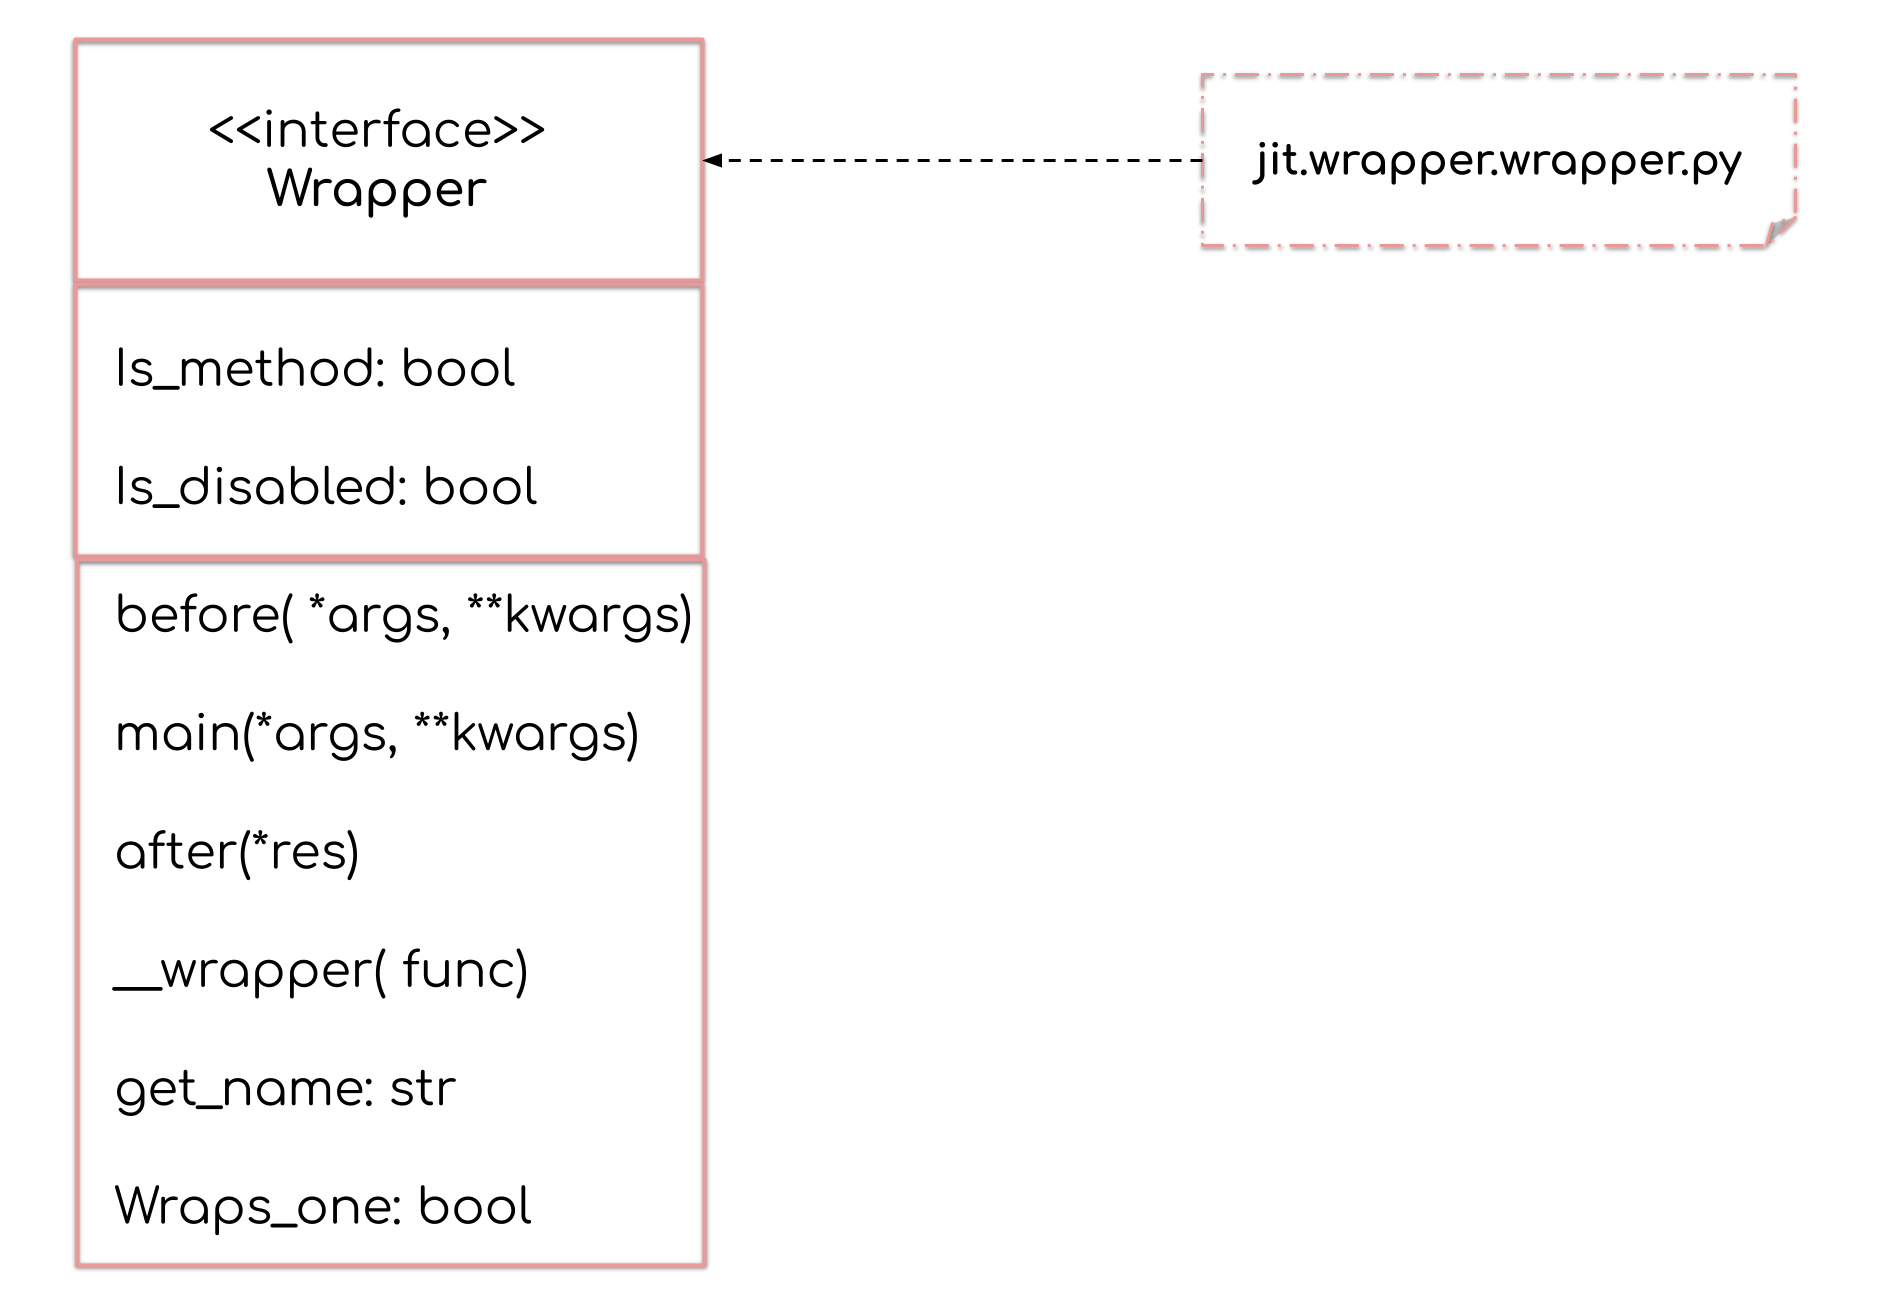 <<interface>>
Wrapper
jit.wrapper.wrapper.py
Is_method: bool
Is_disabled: bool
before( *args, **kwargs)
main(*args, **kwargs)
after(*res)
__wrapper( func)
get_name: str
Wraps_one: bool